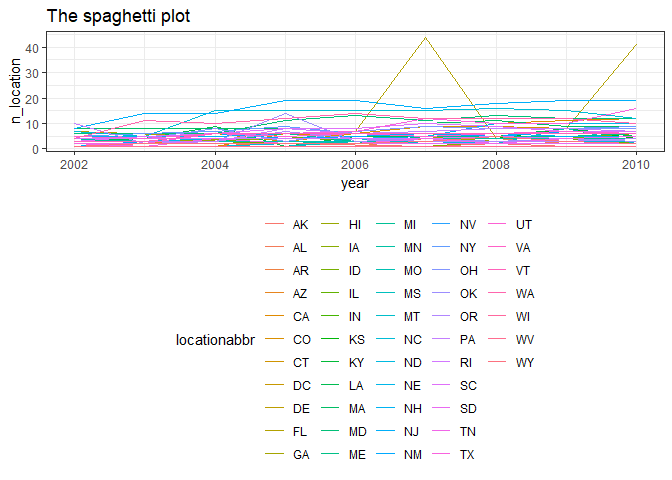 The spaghetti plot
n_location
40
30
20
10
0
2002 2004 2006 2008 2010
year
locationabbr
AK HI MI NV UT
AL IA MN NY VA
AR ID MO OH VT
AZ IL MS OK WA
CA IN MT OR WI
CO KS NC PA WV
CT KY ND RI WY
DC LA NE SC
DE MA NH SD
FL MD NJ TN
GA ME NM TX